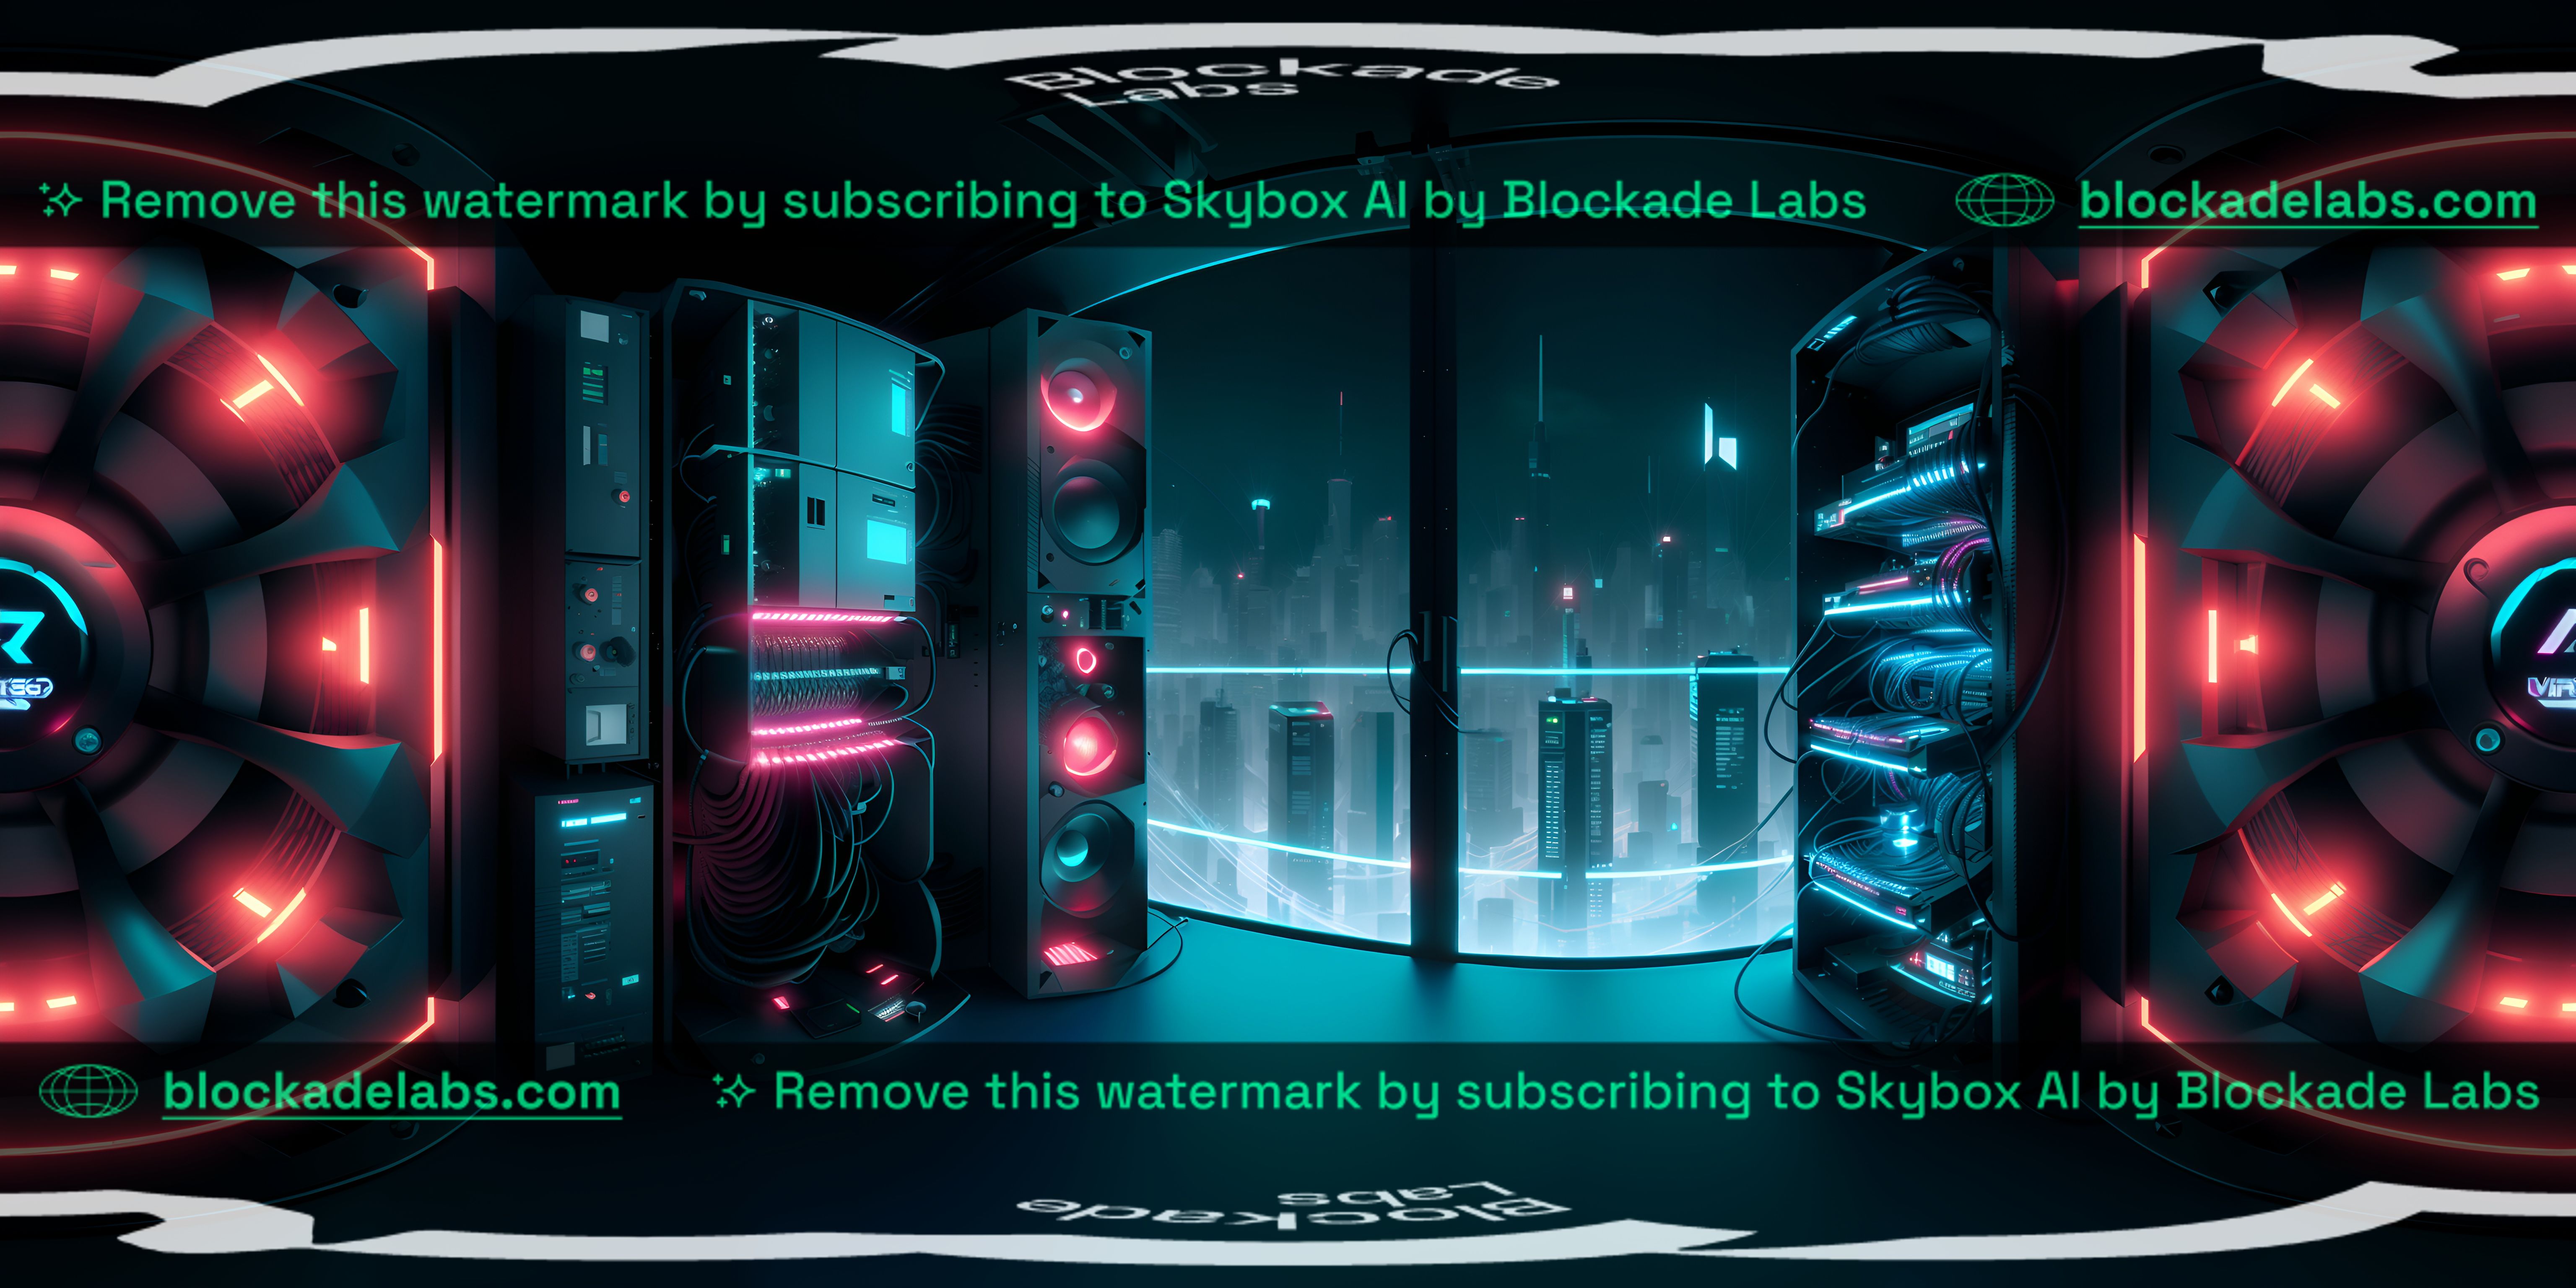 Blockade
Labs
Remove this watermark by subscribing to Skybox AI by Blockade Labs
blockadelabs.com
blockadelabs.com
Remove this watermark by subscribing to Skybox AI by Blockade Labs
Blockade
Labs